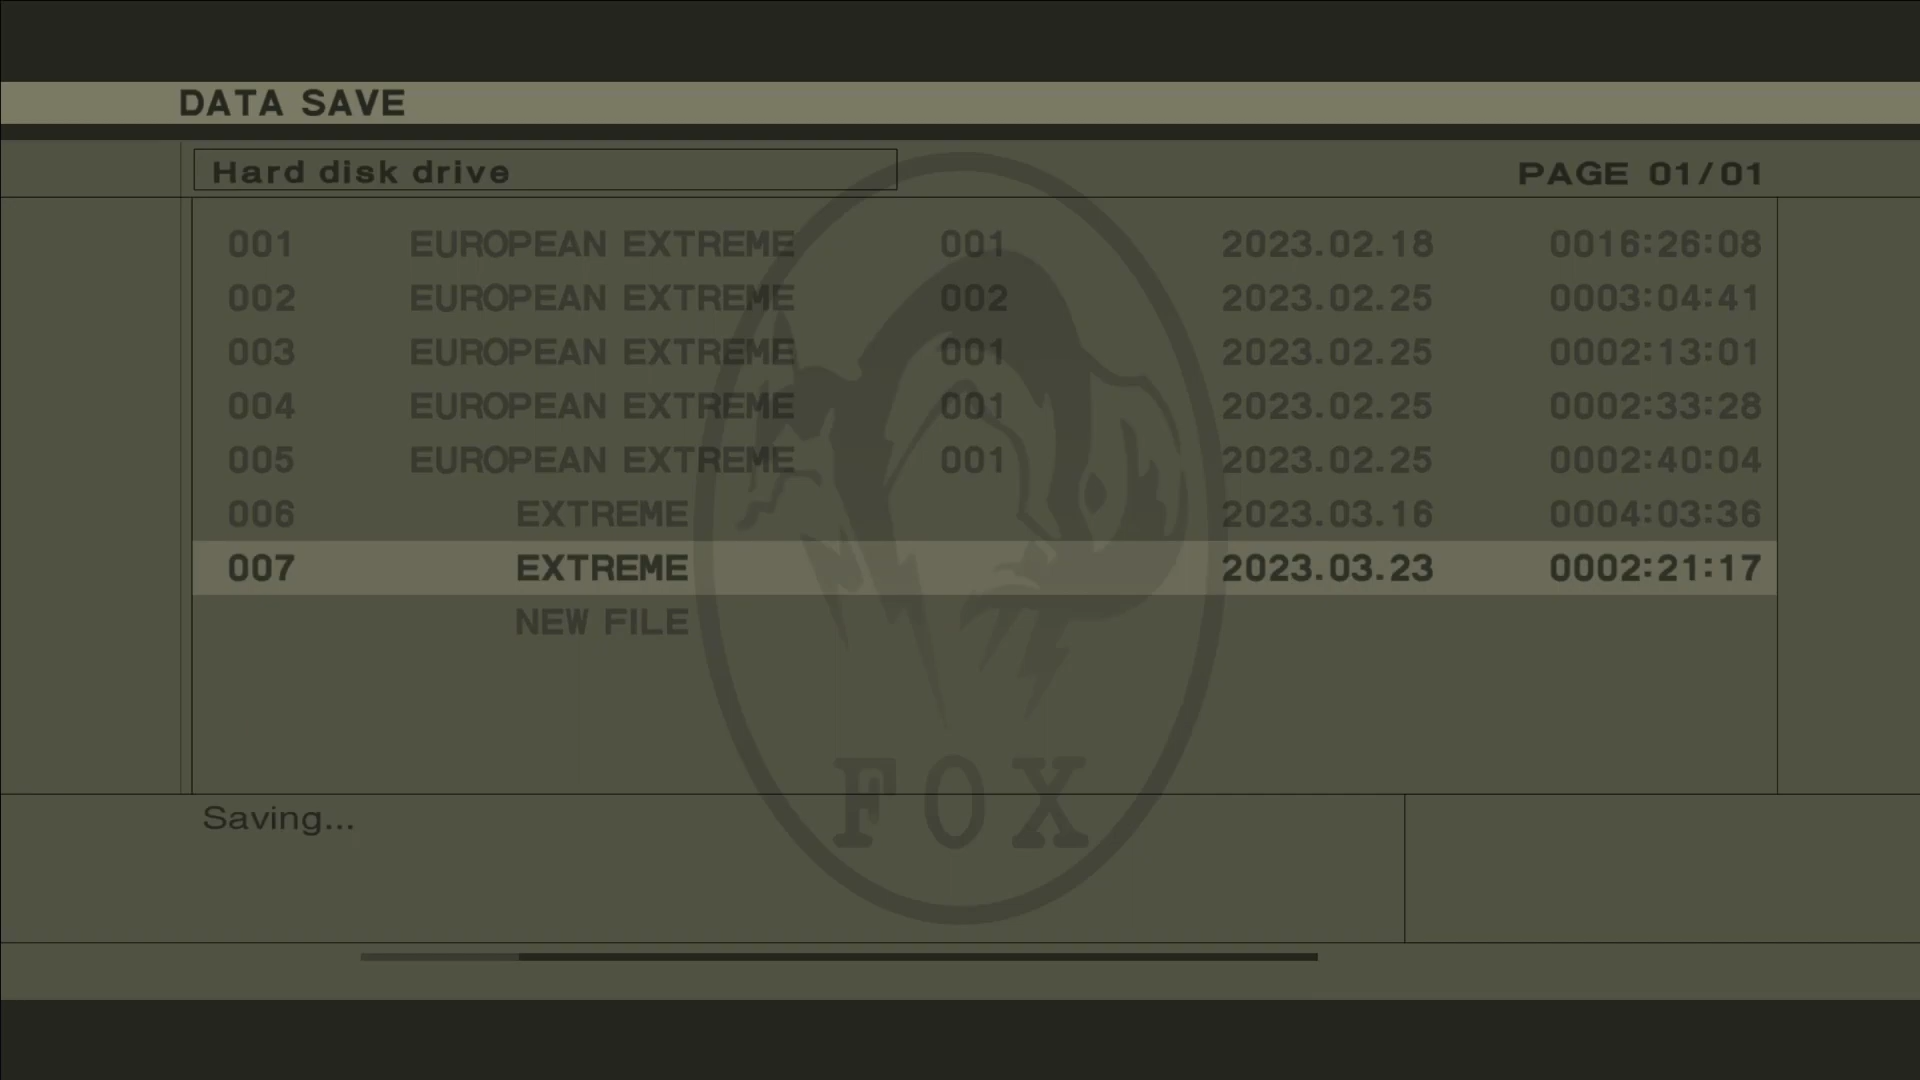 DATA SAVE
Hard disk drive PAGE 01/01
001 EUROPEAN EXTREME 001 2023.02.18 0016:26:08
002 EUROPEAN EXTREME 002 2023.02.25 0003:04:41
003 EUROPEAN EXTREME 001 2023.02.25 0002:13:01
004 EUROPEAN EXTREME 001 2023.02.25 0002:33:28
005 EUROPEAN EXTREME 001 2023.02.25 0002:40:04
006 EXTREME 2023.03.16 0004:03:36
007 EXTREME 2023.03.23 0002:21:17
NEW FILE
FOX
Saving...